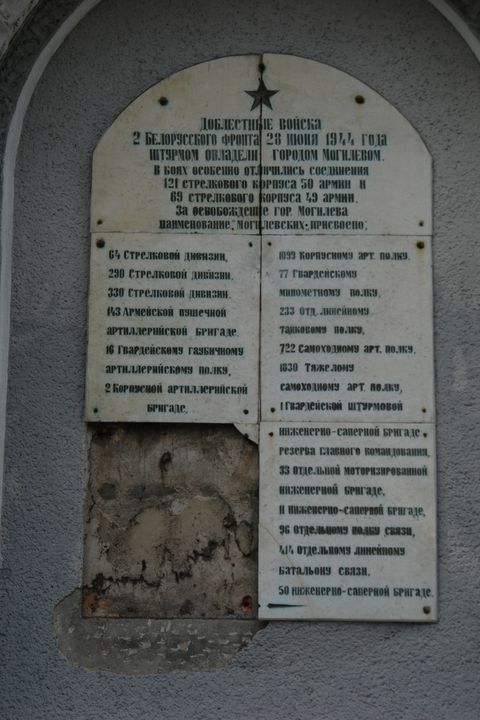 Доблестные войска
2 Белорусского фронта 28 июня 1944 года
штурмом овладели городом Могилевом.
В боях особенно отличились соединения
121 стрелкового корпуса 50 армии и
69 стрелкового корпуса 49 армии.
За освобождение гор. Могилева
наименование, Могилевских, присвоено:
64 Стрелковой дивизии,
290 Стрелковой дивизии,
330 Стрелковой дивизии.
143 Армейской пушечной
артиллерийской бригаде.
16 Гвардейскому гаубичному
артиллерийскому полку,
2 Корпусной артиллерийской
бригаде,
1099 Корпусному арт. полку.
77 Гвардейскому
минометному полку.
233 Отд. линейному
танковому полку,
722 Самоходному арт. полку,
1830 Тяжелому
самоходному арт. полку,
1 Гвардейской штурмовой
инженерно-саперной бригаде
резерва главного командования,
33 Отдельной моторизированной
инженерной бригаде,
11 Инженерно-саперной бригаде,
96 Отдельному полку связи,
414 Отдельному линейному
батальону связи,
50 инженерно-саперной бригаде.